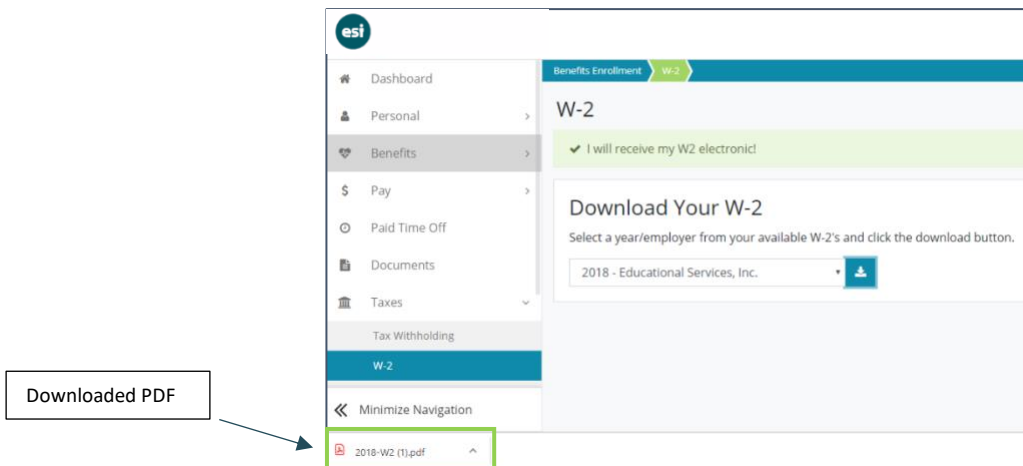 esi
Dashboard
Personal
Benefits
Pay
Paid Time Off
Documents
Taxes
Tax Withholding
W-2
Minimize Navigation
Benefits Enrollment W-2
W-2
I will receive my W2 electronic!
Download Your W-2
Select a year/employer from your available W-2's and click the download button.
2018 - Educational Services, Inc.
Downloaded PDF
2018-W2 (1).pdf